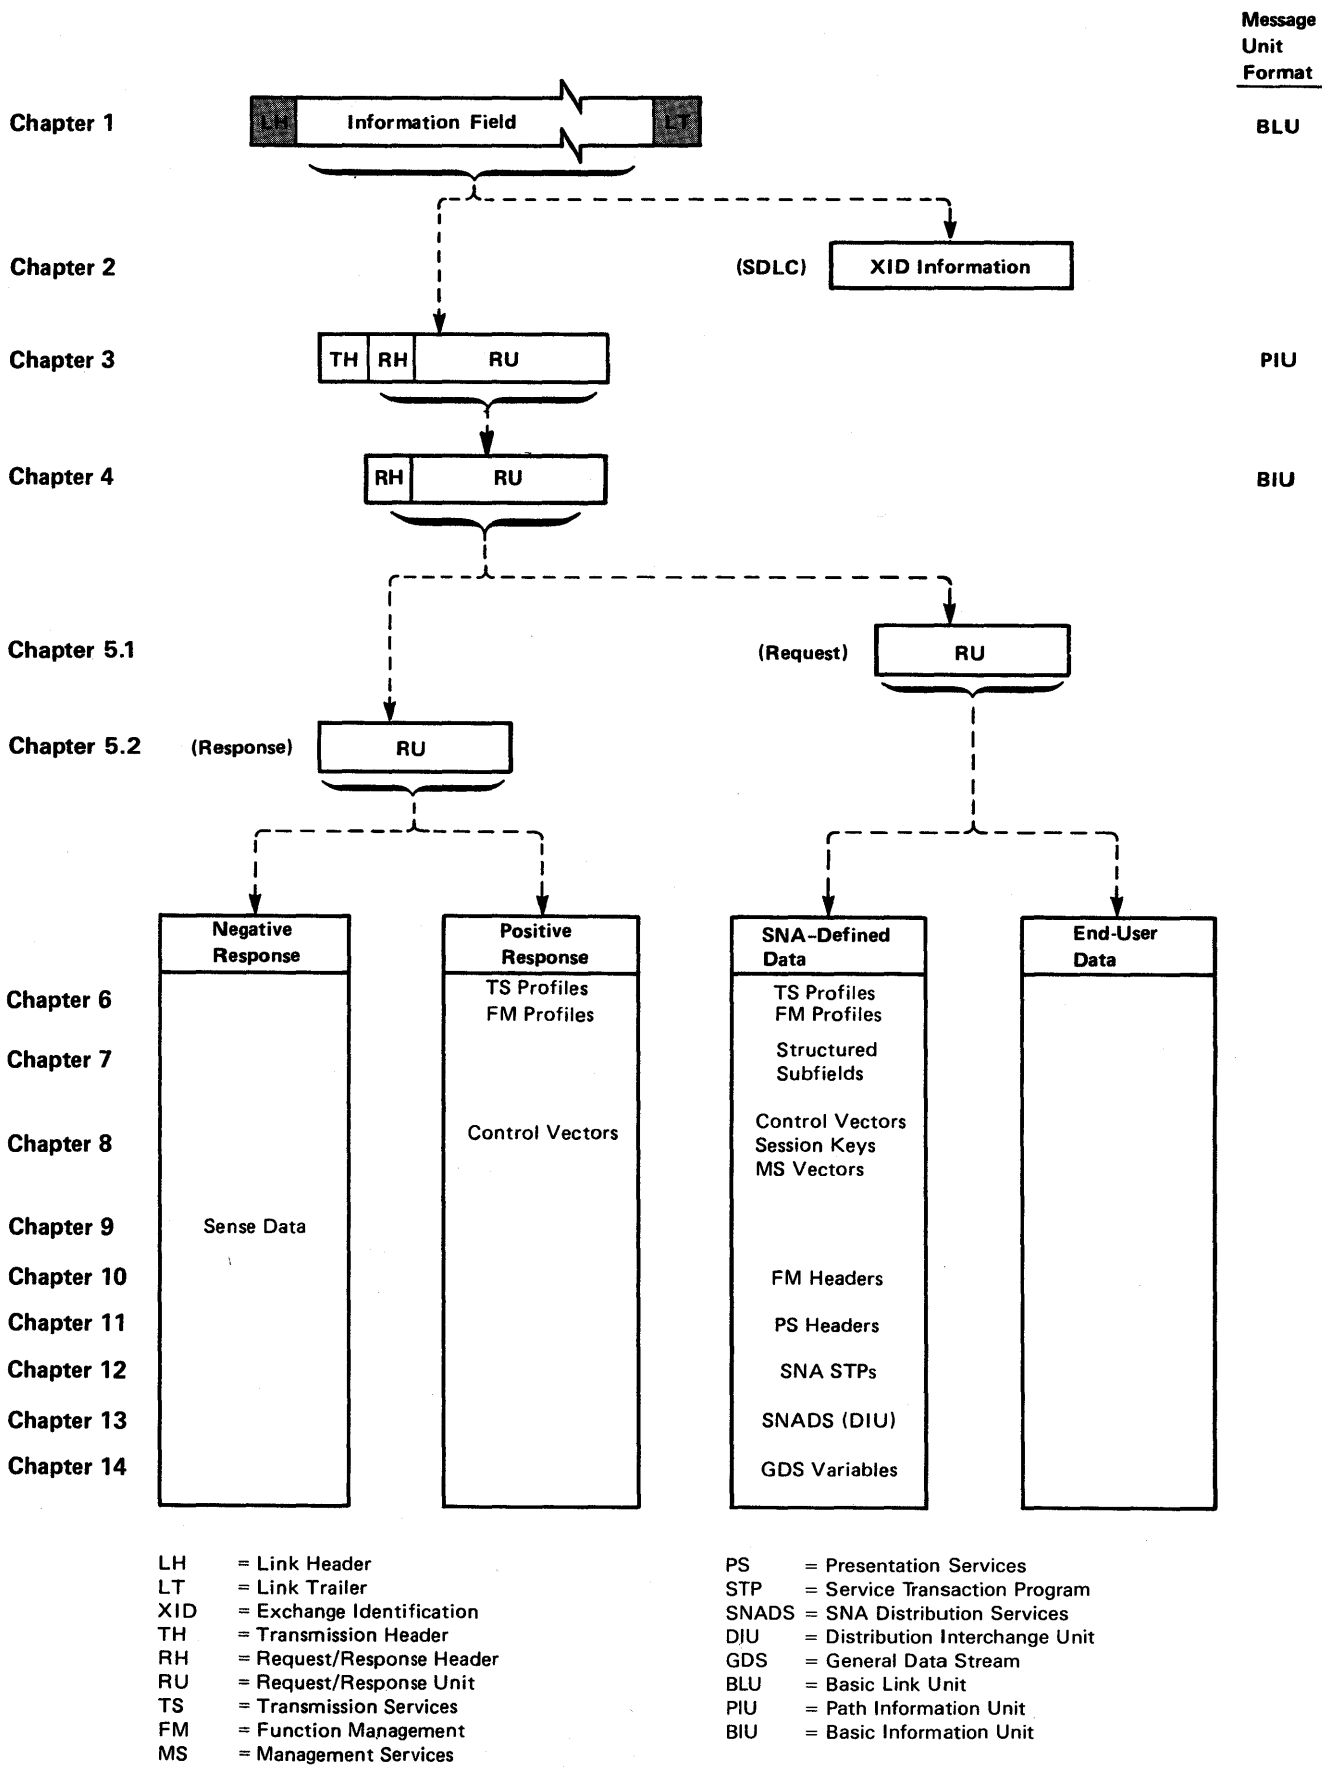 Message
Unit
Format
Chapter 1
LH
Information Field
LT
BLU
Chapter 2
(SDLC)
XID Information
Chapter 3
TH
RH
RU
PIU
Chapter 4
RH
RU
BIU
Chapter 5.1
(Request)
RU
Chapter 5.2
(Response)
RU
Negative
Response
Positive
Response
SNA-Defined
Data
End-User
Data
Chapter 6
TS Profiles
FM Profiles
TS Profiles
FM Profiles
Chapter 7
Structured
Subfields
Chapter 8
Control Vectors
Control Vectors
Session Keys
MS Vectors
Chapter 9
Sense Data
Chapter 10
FM Headers
Chapter 11
PS Headers
Chapter 12
SNA STPs
Chapter 13
SNADS (DIU)
Chapter 14
GDS Variables
LH = Link Header
LT = Link Trailer
XID = Exchange Identification
TH = Transmission Header
RH = Request/Response Header
RU = Request/Response Unit
TS = Transmission Services
FM = Function Management
MS = Management Services
PS = Presentation Services
STP = Service Transaction Program
SNADS = SNA Distribution Services
DIU = Distribution Interchange Unit
GDS = General Data Stream
BLU = Basic Link Unit
PIU = Path Information Unit
BIU = Basic Information Unit